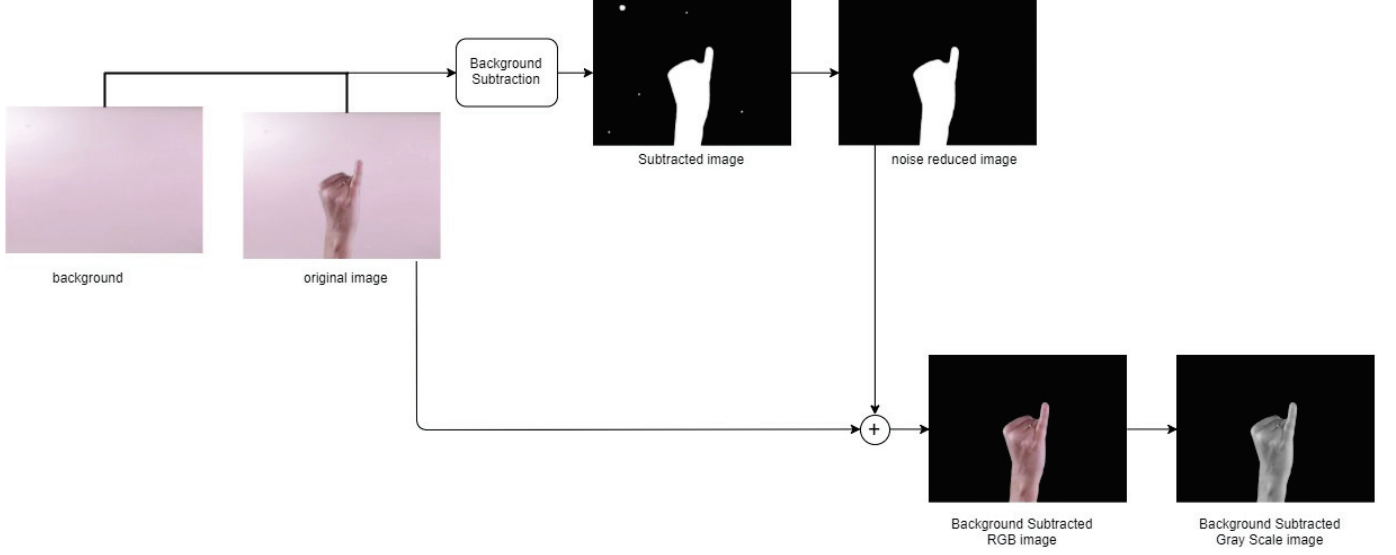 Background
Subtraction
Subtracted image
noise reduced image
background
original image
+
Background Subtracted
RGB image
Background Subtracted
Gray Scale image